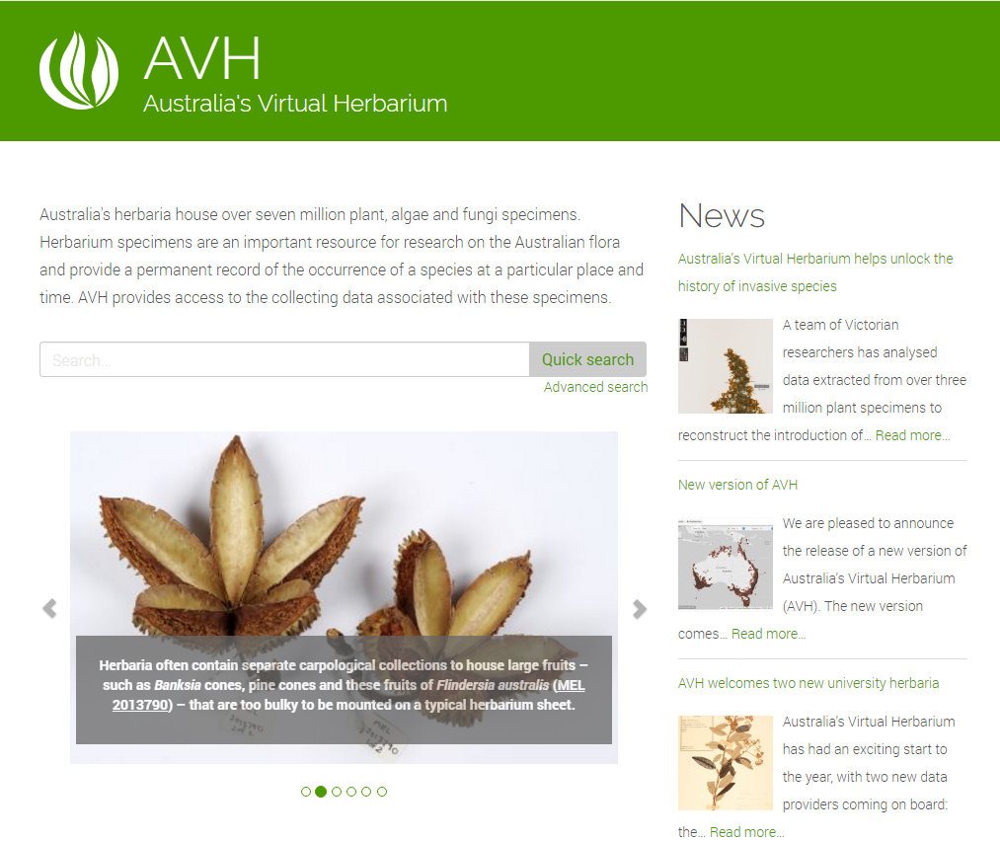 AVH
Australia's Virtual Herbarium
Australia's herbaria house over seven million plant, algae and fungi specimens.
Herbarium specimens are an important resource for research on the Australian flora
and provide a permanent record of the occurrence of a species at a particular place and
time. AVH provides access to the collecting data associated with these specimens.
Search...
Quick search
Advanced search
Herbaria often contain separate carpological collections to house large fruits –
such as Banksia cones, pine cones and these fruits of Flindersia australis (MEL
2013790) – that are too bulky to be mounted on a typical herbarium sheet.
News
Australia's Virtual Herbarium helps unlock the
history of invasive species
A team of Victorian
researchers has analysed
data extracted from over three
million plant specimens to
reconstruct the introduction of... Read more...
New version of AVH
We are pleased to announce
the release of a new version of
Australia's Virtual Herbarium
(AVH). The new version
comes... Read more...
AVH welcomes two new university herbaria
Australia's Virtual Herbarium
has had an exciting start to
the year, with two new data
providers coming on board:
the... Read more...